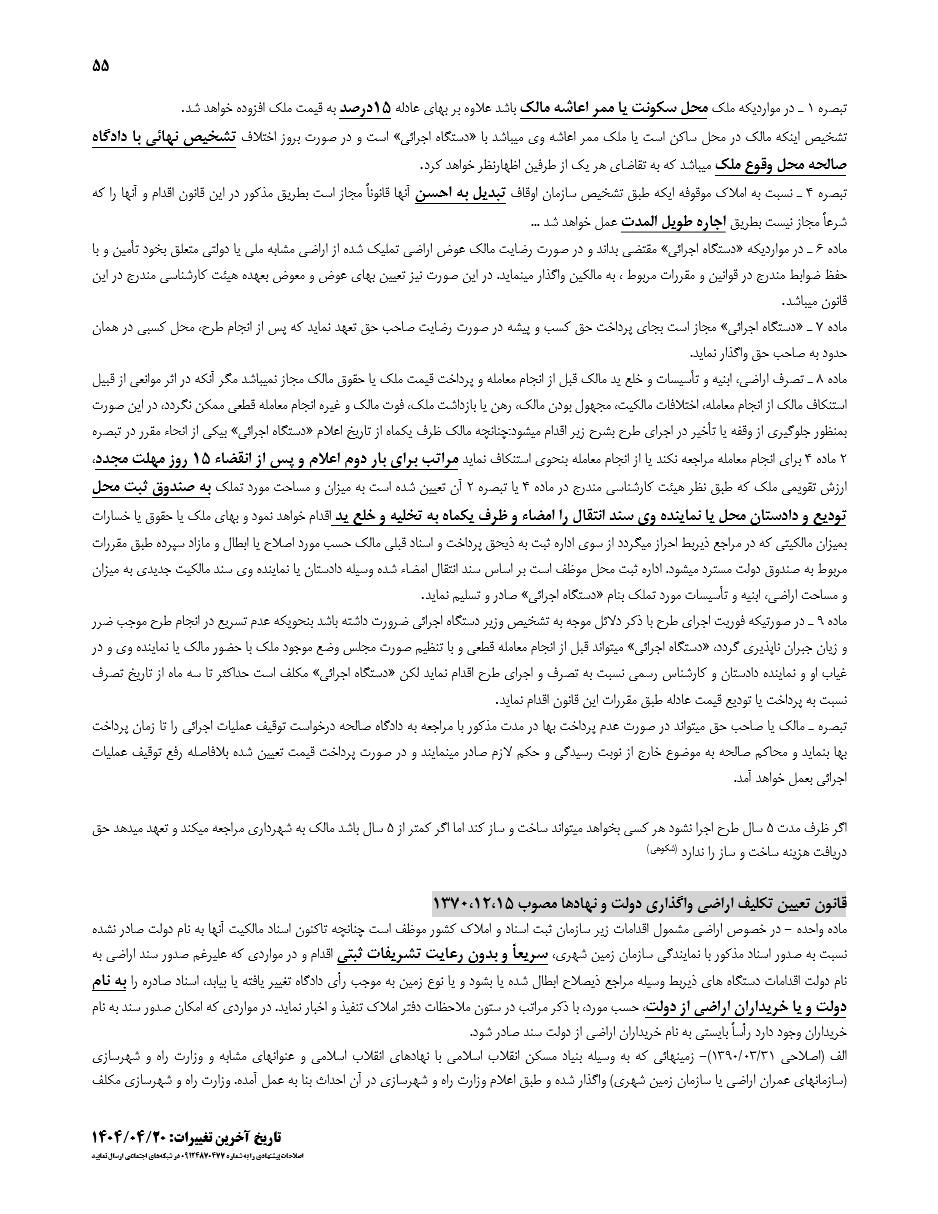 ۵۵
تبصره ۱ ـ در مواردیکه ملک محل سکونت یا ممر اعاشه مالک باشد علاوه بر بهای عادله ۱۵درصد به قیمت ملک افزوده خواهد شد.
تشخیص اینکه مالک در محل ساکن است یا ملک ممر اعاشه وی میباشد با «دستگاه اجرائی» است و در صورت بروز اختلاف تشخیص نهائی با دادگاه
صالحه محل وقوع ملک میباشد که به تقاضای هر یک از طرفین اظهارنظر خواهد کرد.
تبصره ۴ ـ نسبت به املاک موقوفه ایکه طبق تشخیص سازمان اوقاف تبدیل به احسن آنها قانوناً مجاز است بطریق مذکور در این قانون اقدام و آنها را که
شرعاً مجاز نیست بطریق اجاره طویل المدت عمل خواهد شد ...
ماده ۶ ـ در مواردیکه «دستگاه اجرائی» مقتضی بداند و در صورت رضایت مالک عوض اراضی تملیک شده از اراضی مشابه ملی یا دولتی متعلق بخود تأمین و با
حفظ ضوابط مندرج در قوانین و مقررات مربوط ، به مالکین واگذار مینماید. در این صورت نیز تعیین بهای عوض و معوض بعهده هیئت کارشناسی مندرج در این
قانون میباشد.
ماده ۷ ـ «دستگاه اجرائی» مجاز است بجای پرداخت حق کسب و پیشه در صورت رضایت صاحب حق تعهد نماید که پس از انجام طرح، محل کسبی در همان
حدود به صاحب حق واگذار نماید.
ماده ۸ ـ تصرف اراضی، ابنیه و تأسیسات و خلع ید مالک قبل از انجام معامله و پرداخت قیمت ملک یا حقوق مالک مجاز نمیباشد مگر آنکه در اثر موانعی از قبیل
استنکاف مالک از انجام معامله، اختلافات مالکیت، مجهول بودن مالک، رهن یا بازداشت ملک، فوت مالک و غیره انجام معامله قطعی ممکن نگردد، در این صورت
بمنظور جلوگیری از وقفه یا تأخیر در اجرای طرح بشرح زیر اقدام میشود:چنانچه مالک ظرف یکماه از تاریخ اعلام «دستگاه اجرائی» بیکی از انحاء مقرر در تبصره
۲ ماده ۴ برای انجام معامله مراجعه نکند یا از انجام معامله بنحوی استنکاف نماید مراتب برای بار دوم اعلام و پس از انقضاء ۱۵ روز مهلت مجدد،
ارزش تقویمی ملک که طبق نظر هیئت کارشناسی مندرج در ماده ۴ یا تبصره ۲ آن تعیین شده است به میزان و مساحت مورد تملک به صندوق ثبت محل
تودیع و دادستان محل یا نماینده وی سند انتقال را امضاء و ظرف یکماه به تخلیه و خلع ید اقدام خواهد نمود و بهای ملک یا حقوق یا خسارات
بمیزان مالکیتی که در مراجع ذیربط احراز میگردد از سوی اداره ثبت به ذیحق پرداخت و اسناد قبلی مالک حسب مورد اصلاح یا ابطال و مازاد سپرده طبق مقررات
مربوط به صندوق دولت مسترد میشود. اداره ثبت محل موظف است بر اساس سند انتقال امضاء شده وسیله دادستان یا نماینده وی سند مالکیت جدیدی به میزان
و مساحت اراضی، ابنیه و تأسیسات مورد تملک بنام «دستگاه اجرائی» صادر و تسلیم نماید.
ماده ۹ ـ در صورتیکه فوریت اجرای طرح با ذکر دلائل موجه به تشخیص وزیر دستگاه اجرائی ضرورت داشته باشد بنحویکه عدم تسریع در انجام طرح موجب ضرر
و زیان جبران ناپذیری گردد، «دستگاه اجرائی» میتواند قبل از انجام معامله قطعی و با تنظیم صورت مجلس وضع موجود ملک با حضور مالک یا نماینده وی و در
غیاب او و نماینده دادستان و کارشناس رسمی نسبت به تصرف و اجرای طرح اقدام نماید لکن «دستگاه اجرائی» مکلف است حداکثر تا سه ماه از تاریخ تصرف
نسبت به پرداخت یا تودیع قیمت عادله طبق مقررات این قانون اقدام نماید.
تبصره ـ مالک یا صاحب حق میتواند در صورت عدم پرداخت بها در مدت مذکور با مراجعه به دادگاه صالحه درخواست توقیف عملیات اجرائی را تا زمان پرداخت
بها بنماید و محاکم صالحه به موضوع خارج از نوبت رسیدگی و حکم لازم صادر مینمایند و در صورت پرداخت قیمت تعیین شده بلافاصله رفع توقیف عملیات
اجرائی بعمل خواهد آمد.
اگر ظرف مدت ۵ سال طرح اجرا نشود هر کسی بخواهد میتواند ساخت و ساز کند اما اگر کمتر از ۵ سال باشد مالک به شهرداری مراجعه میکند و تعهد میدهد حق
دریافت هزینه ساخت و ساز را ندارد (شکوهی)
قانون تعیین تکلیف اراضی واگذاری دولت و نهادها مصوب ۱۳۷۰،۱۲،۱۵
ماده واحده - در خصوص اراضی مشمول اقدامات زیر سازمان ثبت اسناد و املاک کشور موظف است چنانچه تاکنون اسناد مالکیت آنها به نام دولت صادر نشده
نسبت به صدور اسناد مذکور با نمایندگی سازمان زمین شهری، سریعاً و بدون رعایت تشریفات ثبتی اقدام و در مواردی که علیرغم صدور سند اراضی به
نام دولت اقدامات دستگاه های ذیربط وسیله مراجع ذیصلاح ابطال شده یا بشود و یا نوع زمین به موجب رأی دادگاه تغییر یافته یا بیابد، اسناد صادره را به نام
دولت و یا خریداران اراضی از دولت، حسب مورد، با ذکر مراتب در ستون ملاحظات دفتر املاک تنفیذ و اخبار نماید. در مواردی که امکان صدور سند به نام
خریداران وجود دارد رأساً بایستی به نام خریداران اراضی از دولت سند صادر شود.
الف (اصلاحی ۱۳۹۰/۰۳/۳۱)- زمینهائی که به وسیله بنیاد مسکن انقلاب اسلامی با نهادهای انقلاب اسلامی و عنوانهای مشابه و وزارت راه و شهرسازی
(سازمانهای عمران اراضی یا سازمان زمین شهری) واگذار شده و طبق اعلام وزارت راه و شهرسازی در آن احداث بنا به عمل آمده. وزارت راه و شهرسازی مکلف
تاریخ آخرین تغییرات: ۱۴۰۴/۰۴/۲۰
اصلاحات پیشنهادی را به شماره ۰۹۱۲۴۸۷۰۴۷۷ در شبکه‌های اجتماعی ارسال نمایید